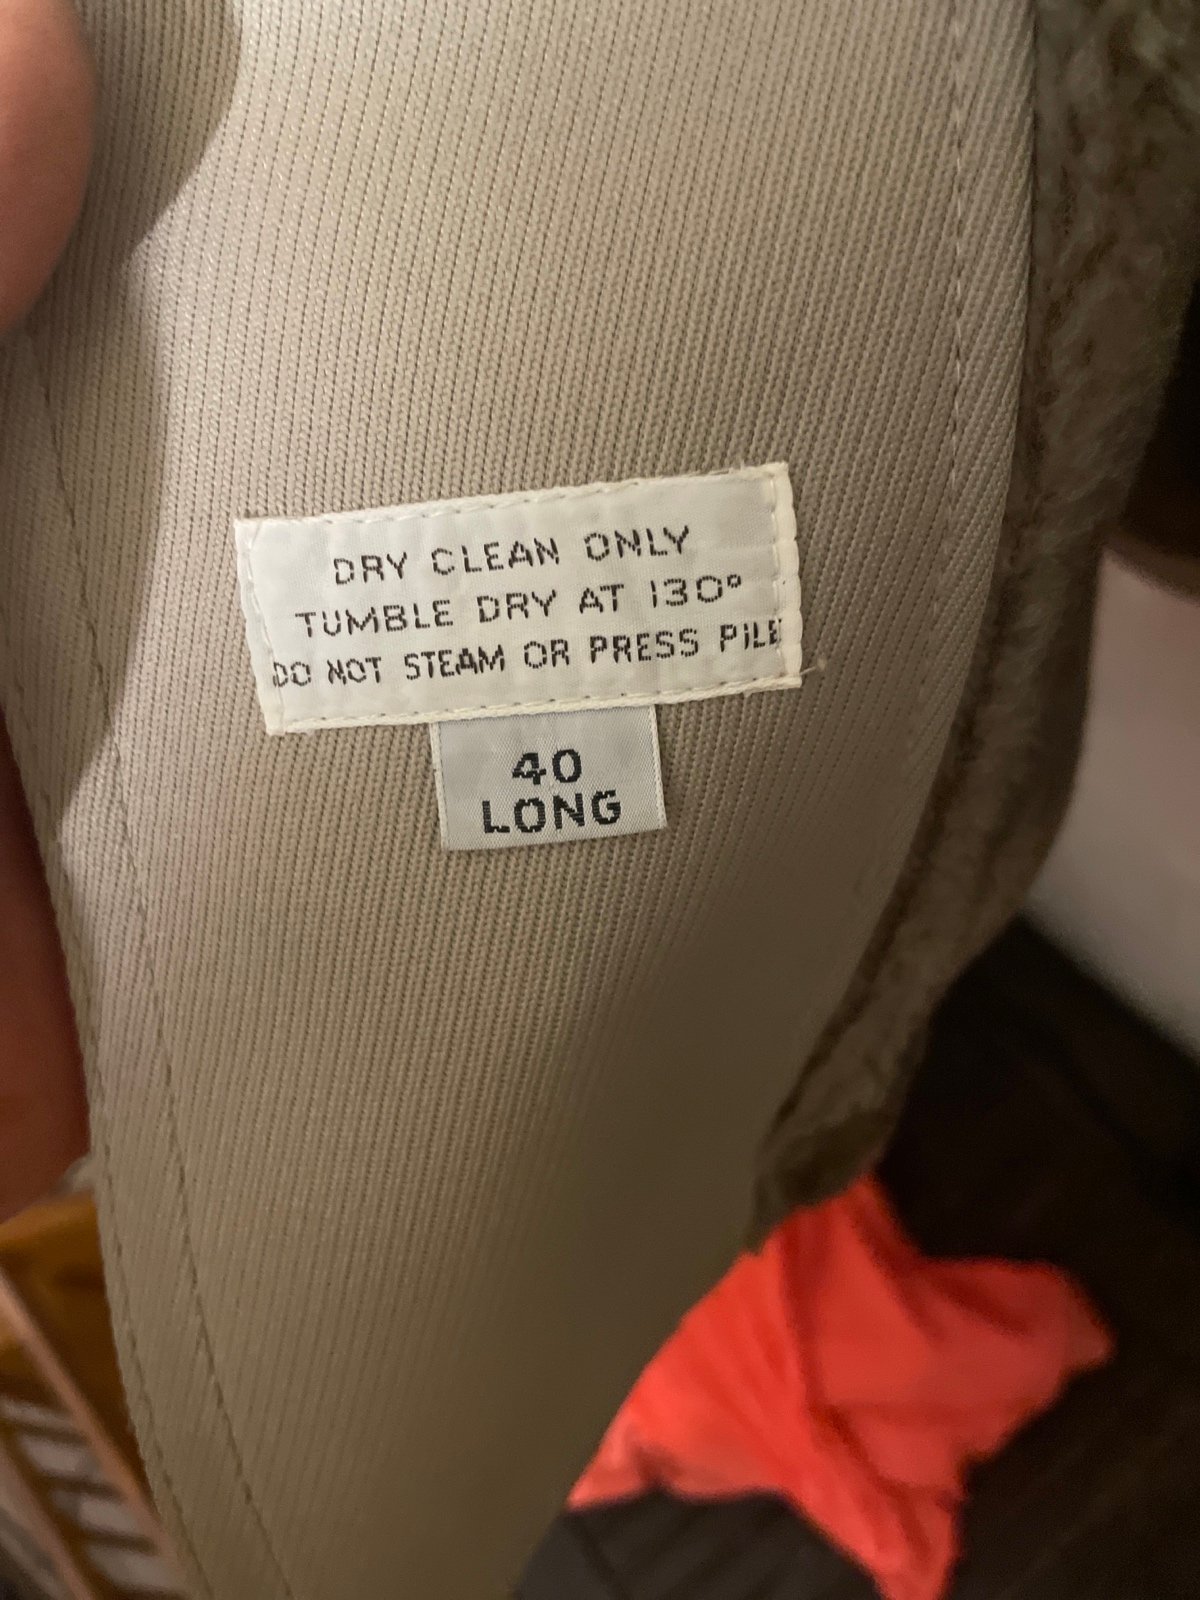 DRY CLEAN ONLY
TUMBLE DRY AT 130°
DO NOT STEAM OR PRESS PILE
40
LONG